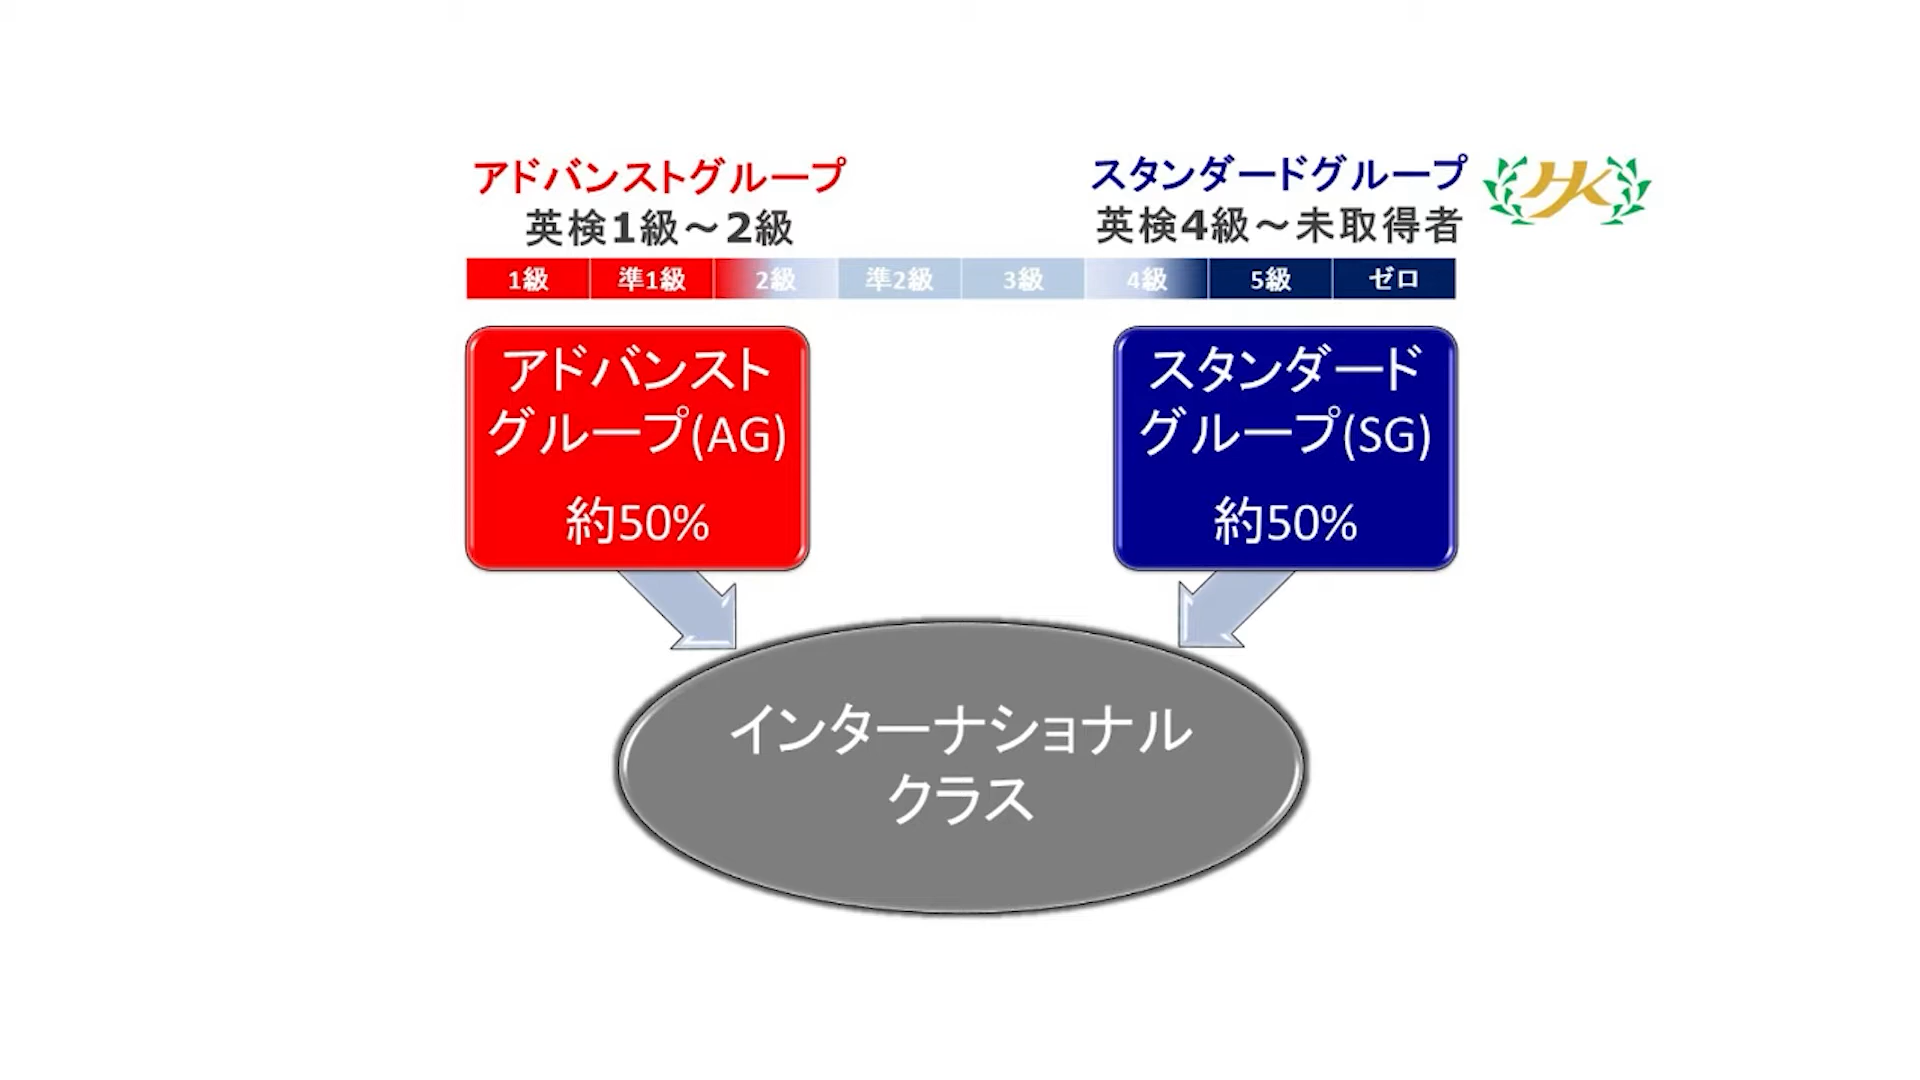 アドバンストグループ
英検1級～2級
スタンダードグループ
英検4級～未取得者
HK
1級 準1級 2級 準2級 3級 4級 5級 ゼロ
アドバンスト
グループ(AG)
約50%
スタンダード
グループ(SG)
約50%
インターナショナル
クラス